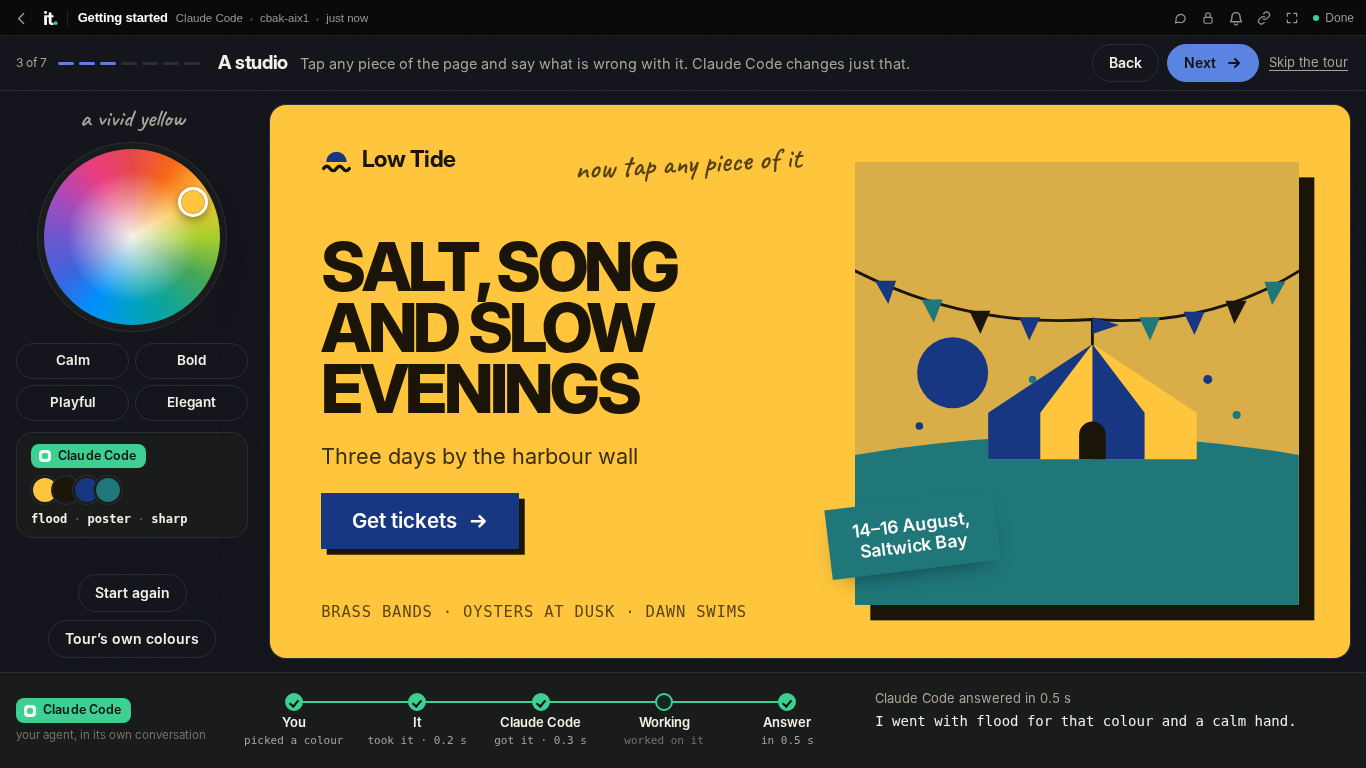 it.
Getting started Claude Code · cbak-aix1 · just now
Done
3 of 7
A studio
Tap any piece of the page and say what is wrong with it. Claude Code changes just that.
Back
Next
Skip the tour
a vivid yellow
Calm
Bold
Playful
Elegant
Claude Code
flood · poster · sharp
Start again
Tour's own colours
Low Tide
now tap any piece of it
SALT, SONG
AND SLOW
EVENINGS
Three days by the harbour wall
Get tickets
BRASS BANDS · OYSTERS AT DUSK · DAWN SWIMS
14–16 August,
Saltwick Bay
Claude Code
your agent, in its own conversation
You
picked a colour
It
took it · 0.2 s
Claude Code
got it · 0.3 s
Working
worked on it
Answer
in 0.5 s
Claude Code answered in 0.5 s
I went with flood for that colour and a calm hand.